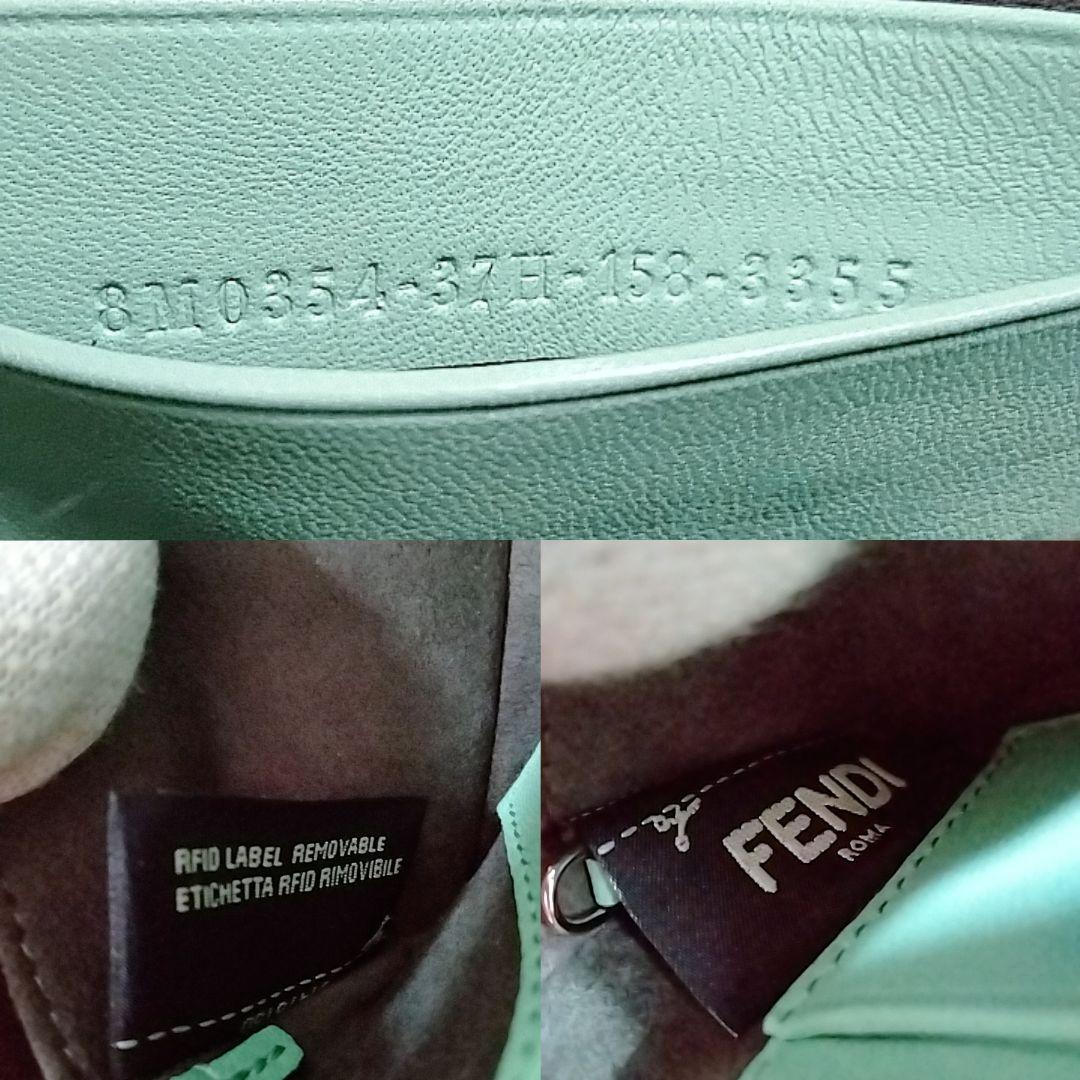 8M0354-37H-158-3355
RFID LABEL REMOVABLE
ETICHETTA RFID RIMOVIBILE
FENDI
ROMA